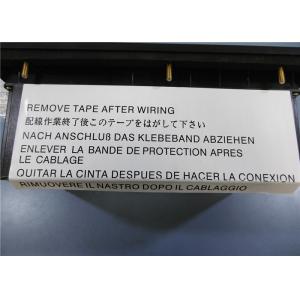 REMOVE TAPE AFTER WIRING
配線作業終了後このテープをはがして下さい
NACH ANSCHLUß DAS KLEBEBAND ABZIEHEN
ENLEVER LA BANDE DE PROTECTION APRES
LE CABLAGE
QUITAR LA CINTA DESPUES DE HACER LA CONEXION
RIMUOVERE IL NASTRO DOPO IL CABLAGGIO